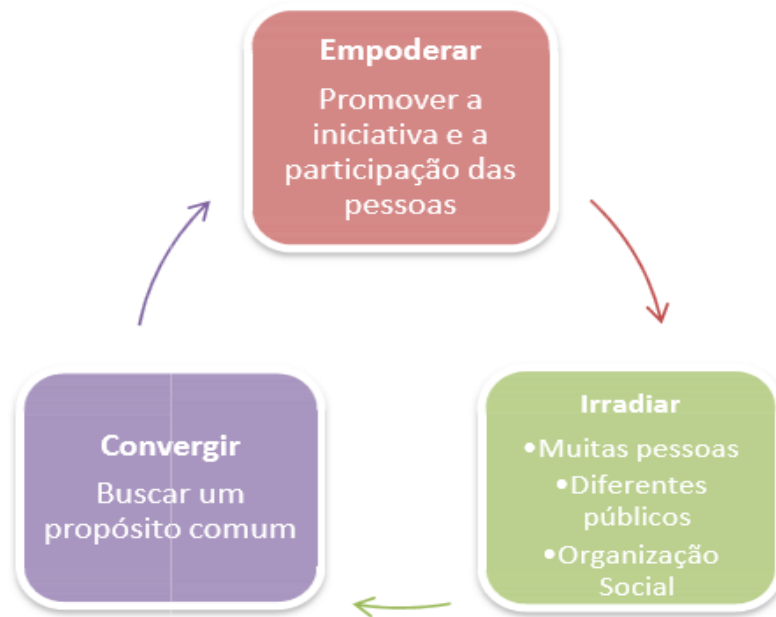 Empoderar
Promover a
iniciativa e a
participação das
pessoas
Irradiar
•Muitas pessoas
•Diferentes
públicos
•Organização
Social
Convergir
Buscar um
propósito comum